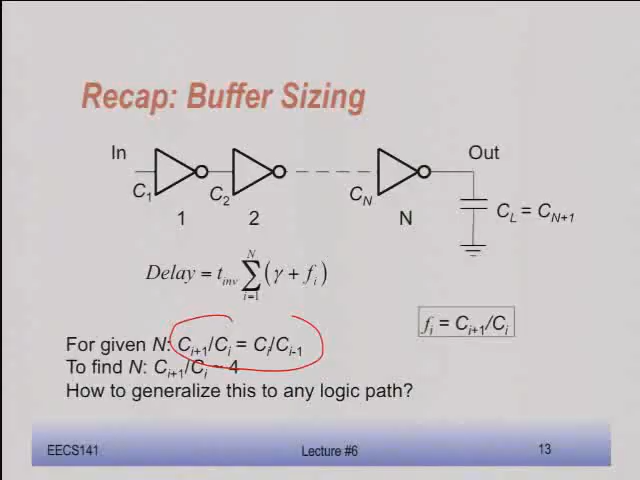 Recap: Buffer Sizing
In
Out
C1
C2
CN
CL = CN+1
1
2
N
Delay = tinv N∑i=1 (γ + fi)
fi = Ci+1/Ci
For given N: Ci+1/Ci = Ci/Ci-1
To find N: Ci+1/Ci ~ 4
How to generalize this to any logic path?
EECS141
Lecture #6
13